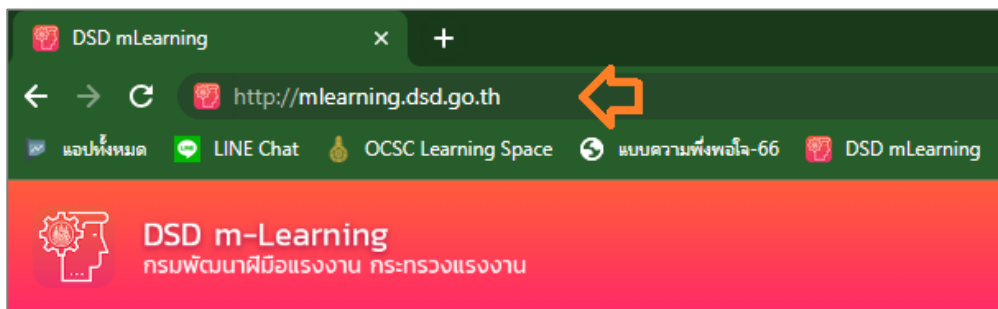 DSD mLearning
http://mlearning.dsd.go.th
แอปทั้งหมด LINE Chat OCSC Learning Space แบบความพึ่งพอใจ-66 DSD mLearning
DSD m-Learning
กรมพัฒนาฝีมือแรงงาน กระทรวงแรงงาน